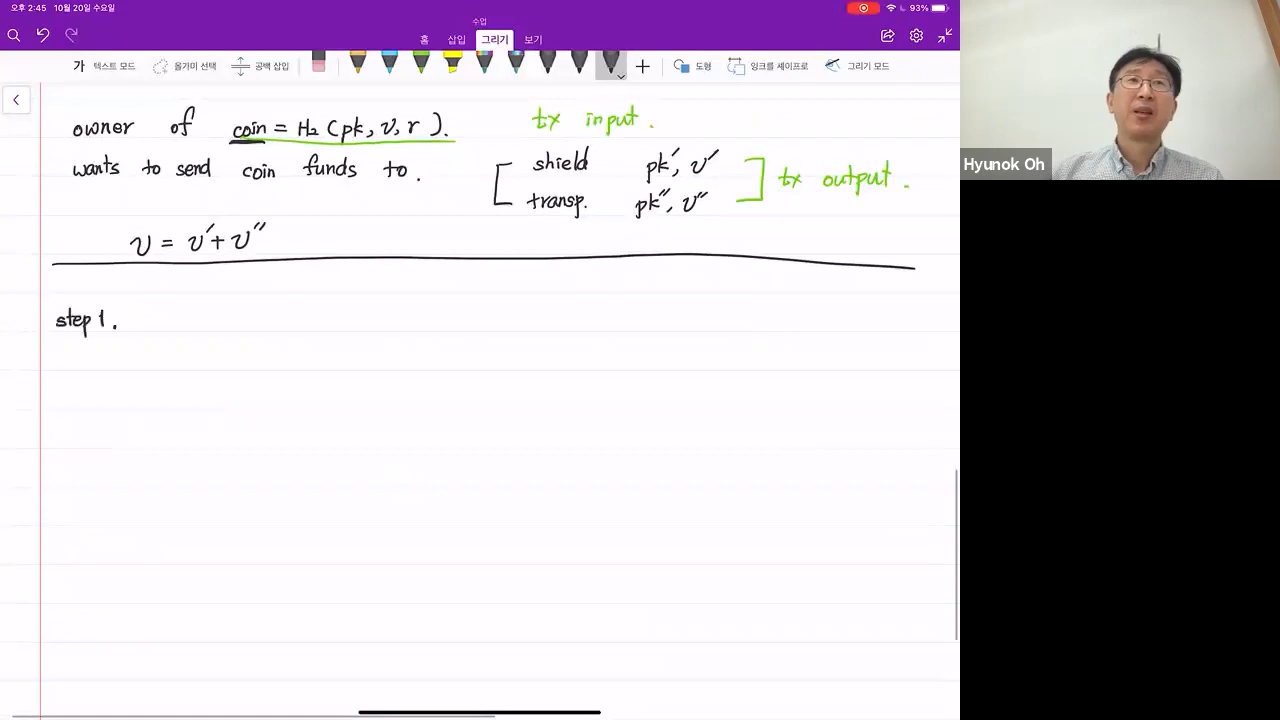 오후 2:45 10월 20일 수요일
93%
수업
홈 삽입 그리기 보기
가 텍스트 모드 올가미 선택 공백 삽입 도형 잉크를 셰이프로 그리기 모드
owner of coin = H₂ (pk, v, r).
wants to send coin funds to.
tx input.
shield pk′, v′
transp. pk″, v″
tx output.
v = v′ + v″
step 1.
Hyunok Oh